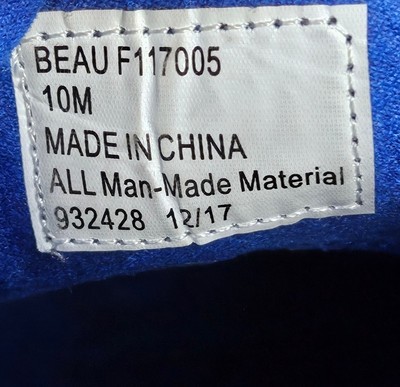 BEAU F117005
10M
MADE IN CHINA
ALL Man-Made Material
932428 12/17